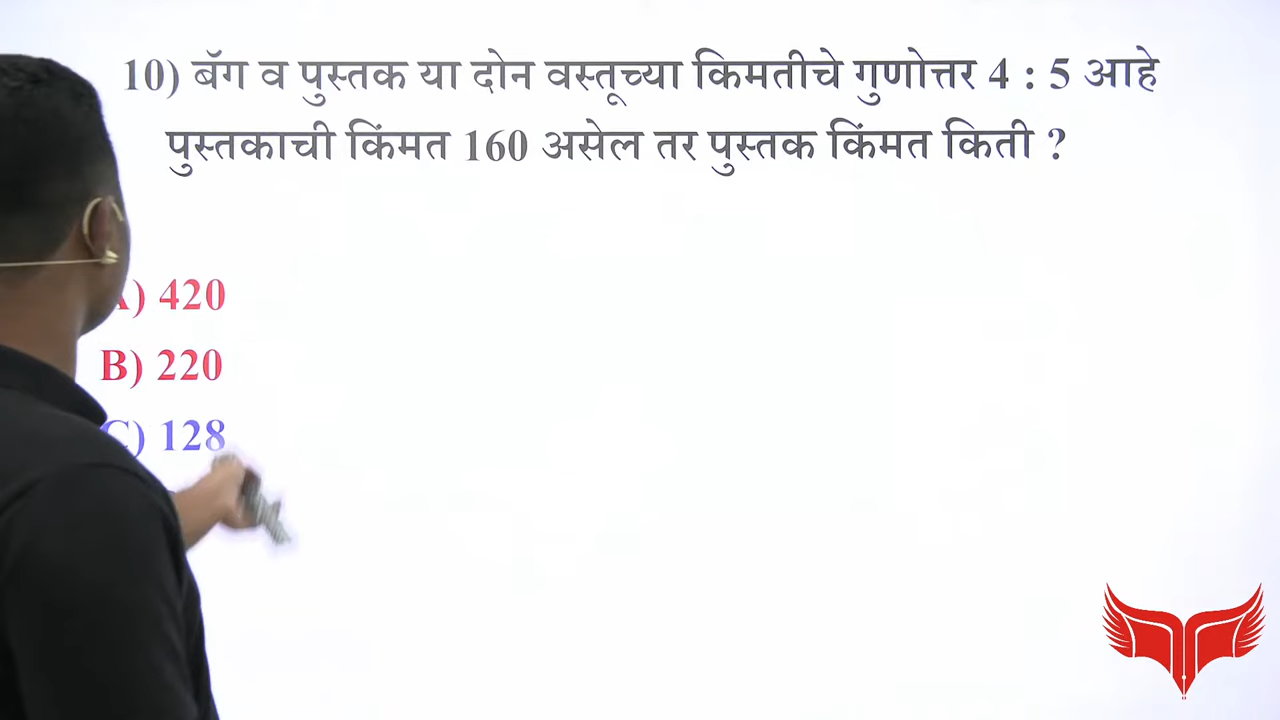 10) बॅग व पुस्तक या दोन वस्तूच्या किमतीचे गुणोत्तर 4 : 5 आहे
पुस्तकाची किंमत 160 असेल तर पुस्तक किंमत किती ?
A) 420
B) 220
C) 128